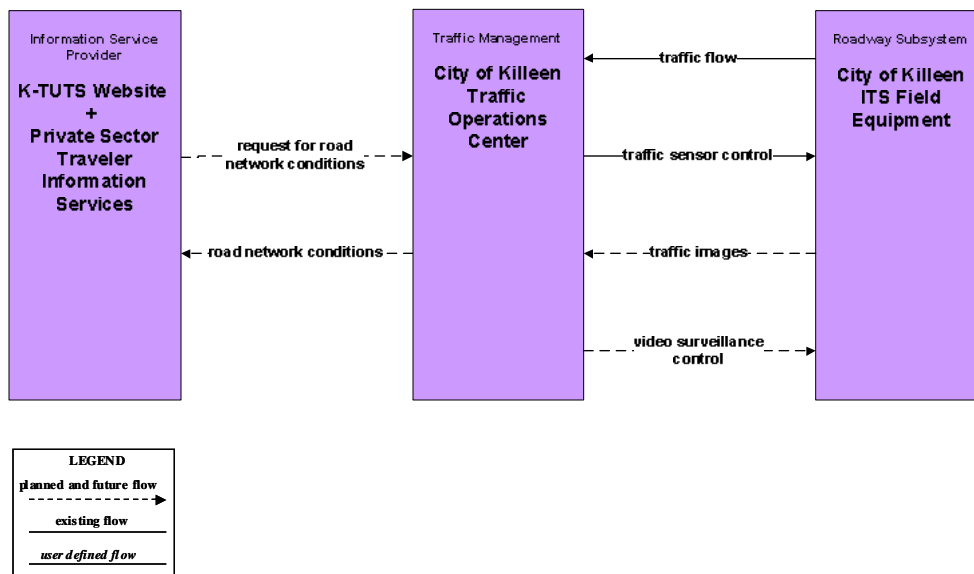 Information Service
Provider
K-TUTS Website
+
Private Sector
Traveler
Information
Services
request for road
network conditions
road network conditions
Traffic Management
City of Killeen
Traffic
Operations
Center
traffic flow
traffic sensor control
traffic images
video surveillance
control
Roadway Subsystem
City of Killeen
ITS Field
Equipment
LEGEND
planned and future flow
existing flow
user defined flow